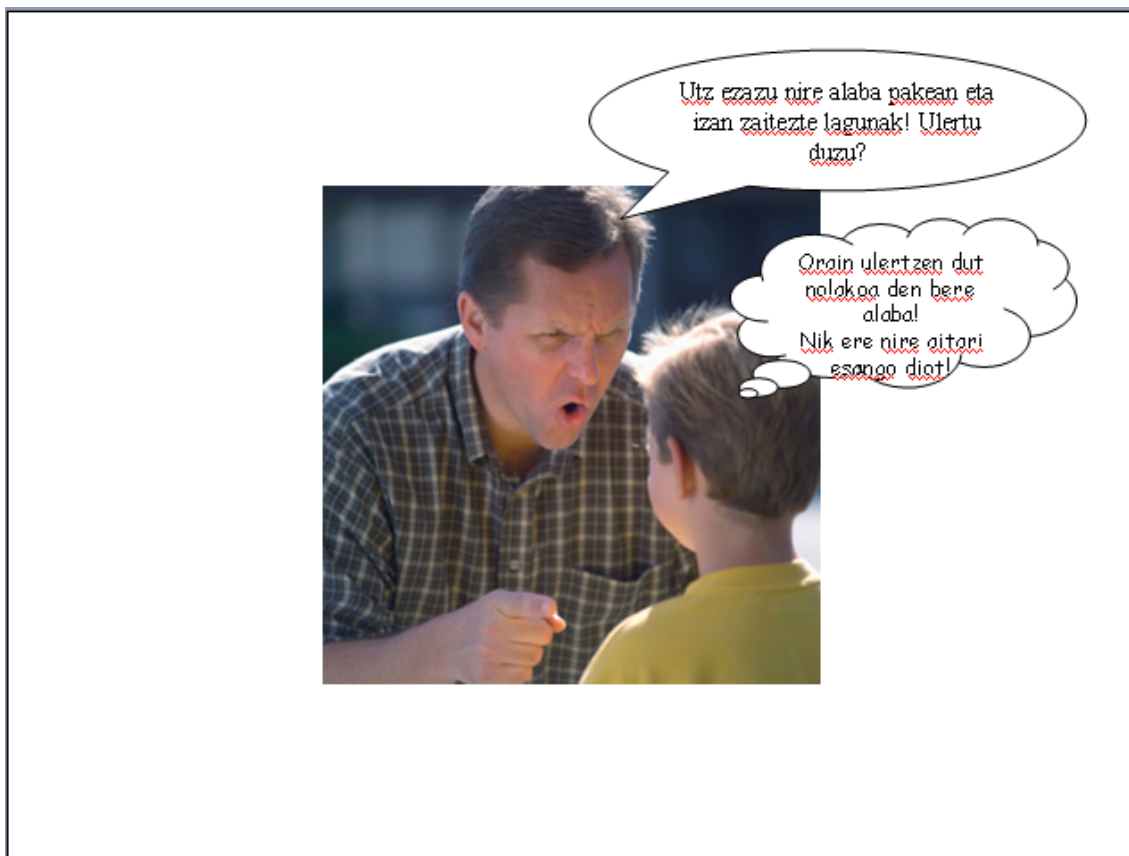 Utz ezazu nire alaba pakean eta
izan zaitezte lagunak! Ulertu
duzu?
Orain ulertzen dut
nolakoa den bere
alaba!
Nik ere nire aitari
esango diot!